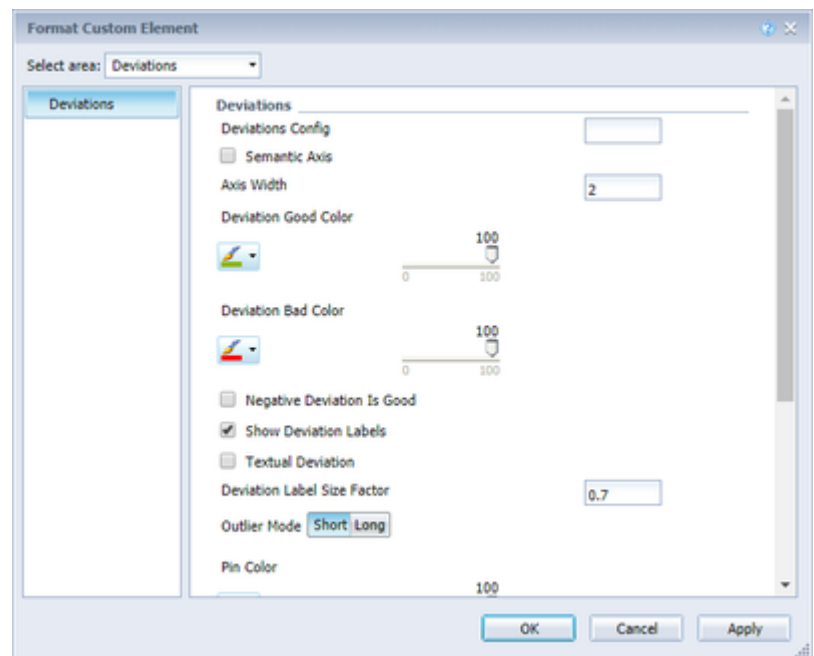 Format Custom Element
Select area: Deviations
Deviations
Deviations
Deviations Config
Semantic Axis
Axis Width 2
Deviation Good Color
100
0 100
Deviation Bad Color
100
0 100
Negative Deviation Is Good
Show Deviation Labels
Textual Deviation
Deviation Label Size Factor 0.7
Outlier Mode Short Long
Pin Color
100
OK Cancel Apply